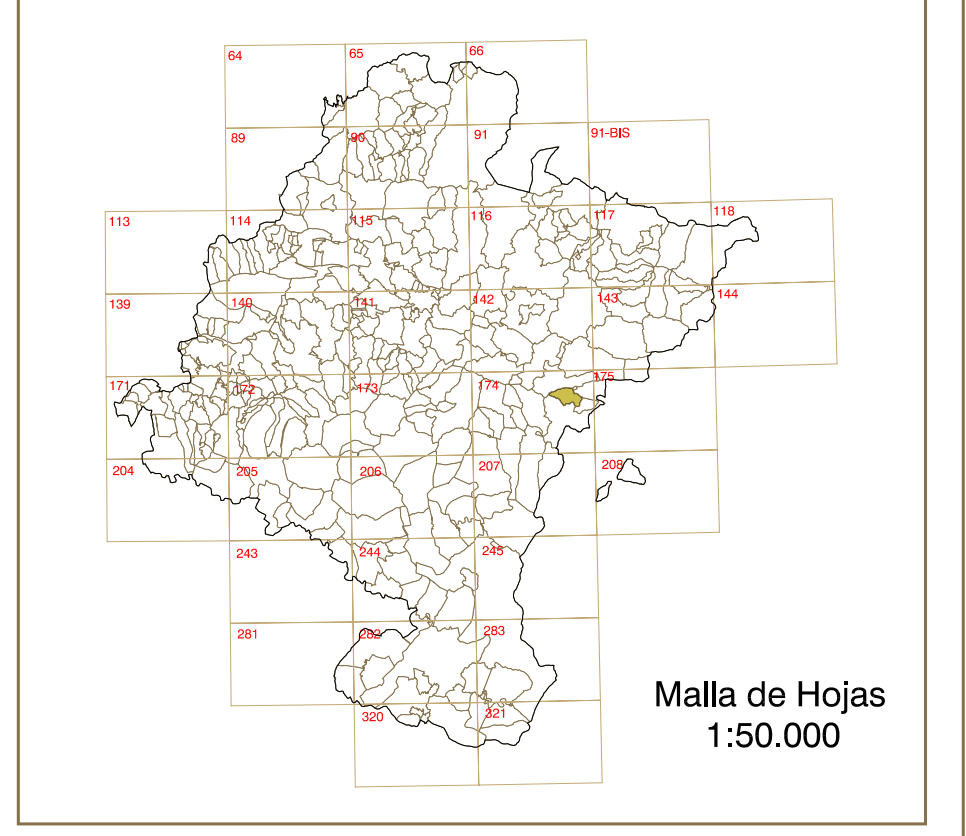 64 65 66
89 90 91 91-BIS
113 114 115 116 117 118
139 140 141 142 143 144
171 172 173 174 175
204 205 206 207 208
243 244 245
281 282 283
320 321
Malla de Hojas
1:50.000